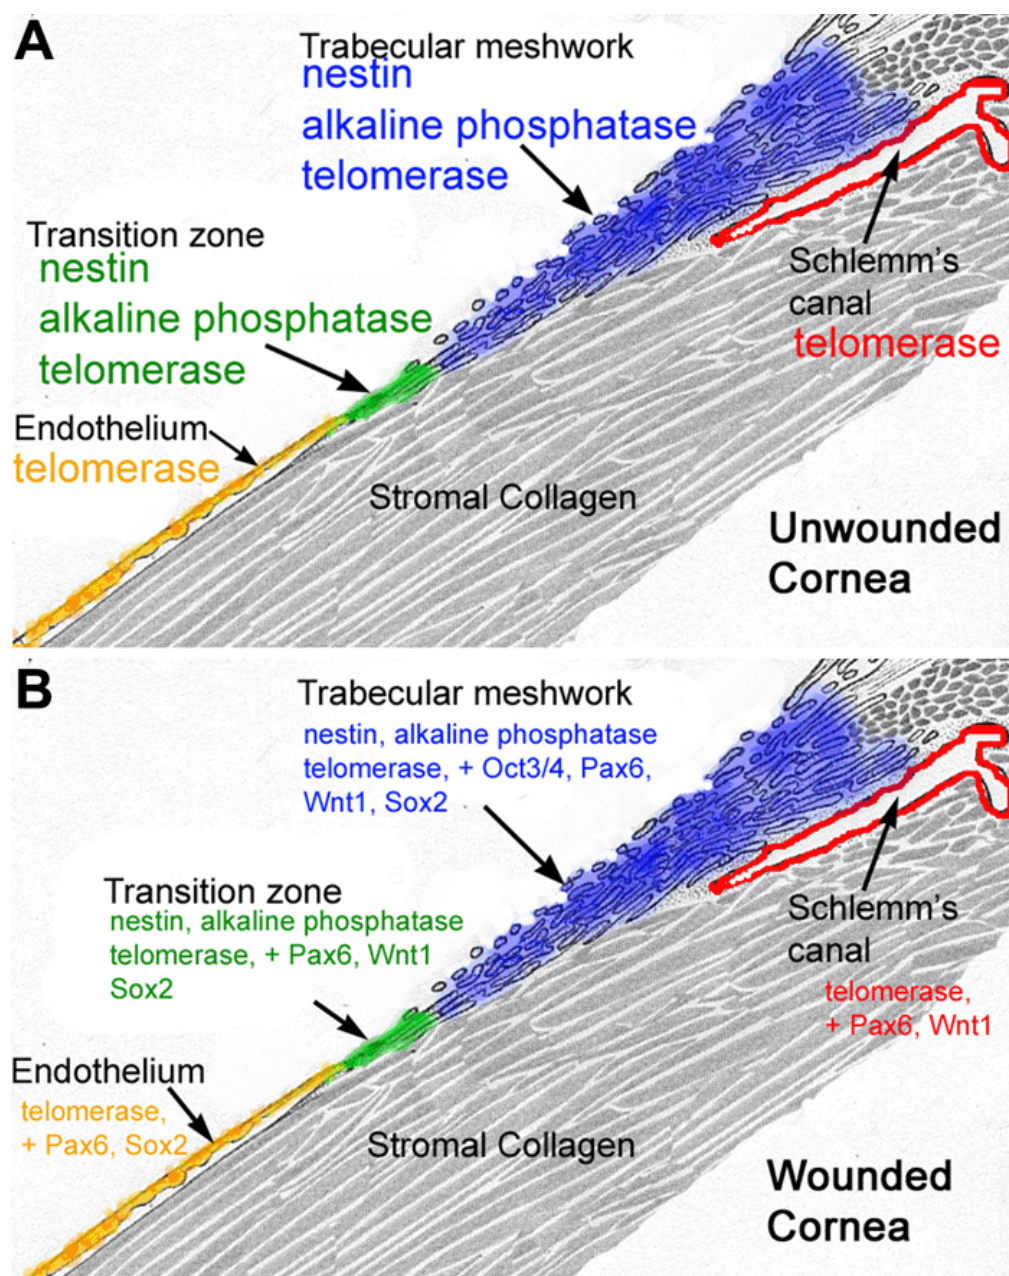 A
Trabecular meshwork
nestin
alkaline phosphatase
telomerase
Transition zone
nestin
alkaline phosphatase
telomerase
Schlemm's
canal
telomerase
Endothelium
telomerase
Stromal Collagen
Unwounded
Cornea
B
Trabecular meshwork
nestin, alkaline phosphatase
telomerase, + Oct3/4, Pax6,
Wnt1, Sox2
Transition zone
nestin, alkaline phosphatase
telomerase, + Pax6, Wnt1
Sox2
Schlemm's
canal
telomerase,
+ Pax6, Wnt1
Endothelium
telomerase,
+ Pax6, Sox2
Stromal Collagen
Wounded
Cornea